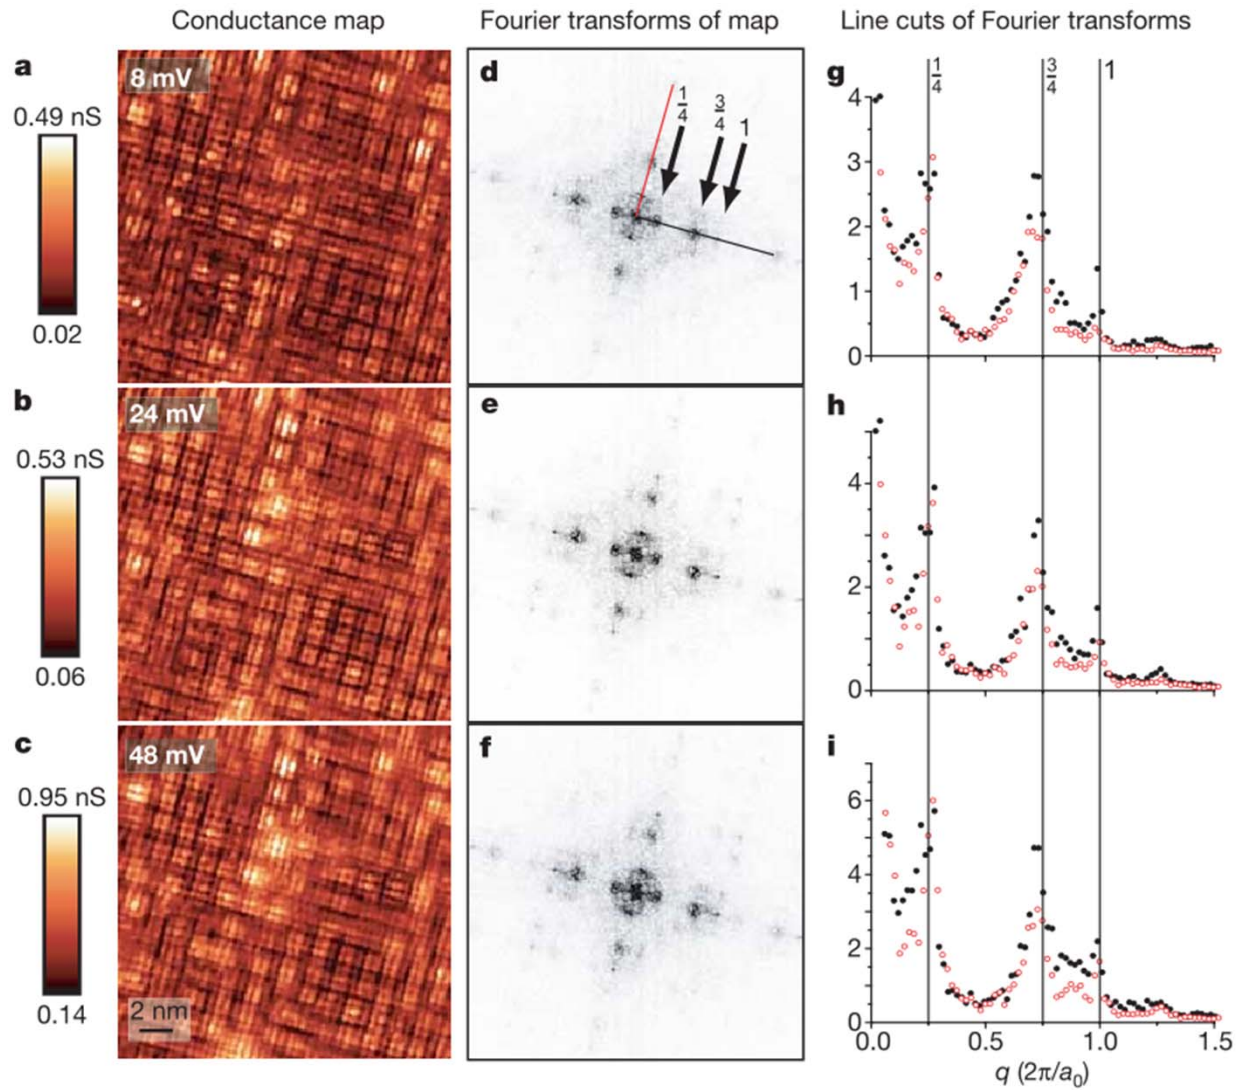 Conductance map
Fourier transforms of map
Line cuts of Fourier transforms
a
8 mV
0.49 nS
0.02
d
1/4
3/4
1
g
1/4
3/4
1
4
3
2
1
0
b
24 mV
0.53 nS
0.06
e
h
4
2
0
c
48 mV
0.95 nS
0.14
2 nm
f
i
6
4
2
0
0.0
0.5
1.0
1.5
q (2π/a₀)